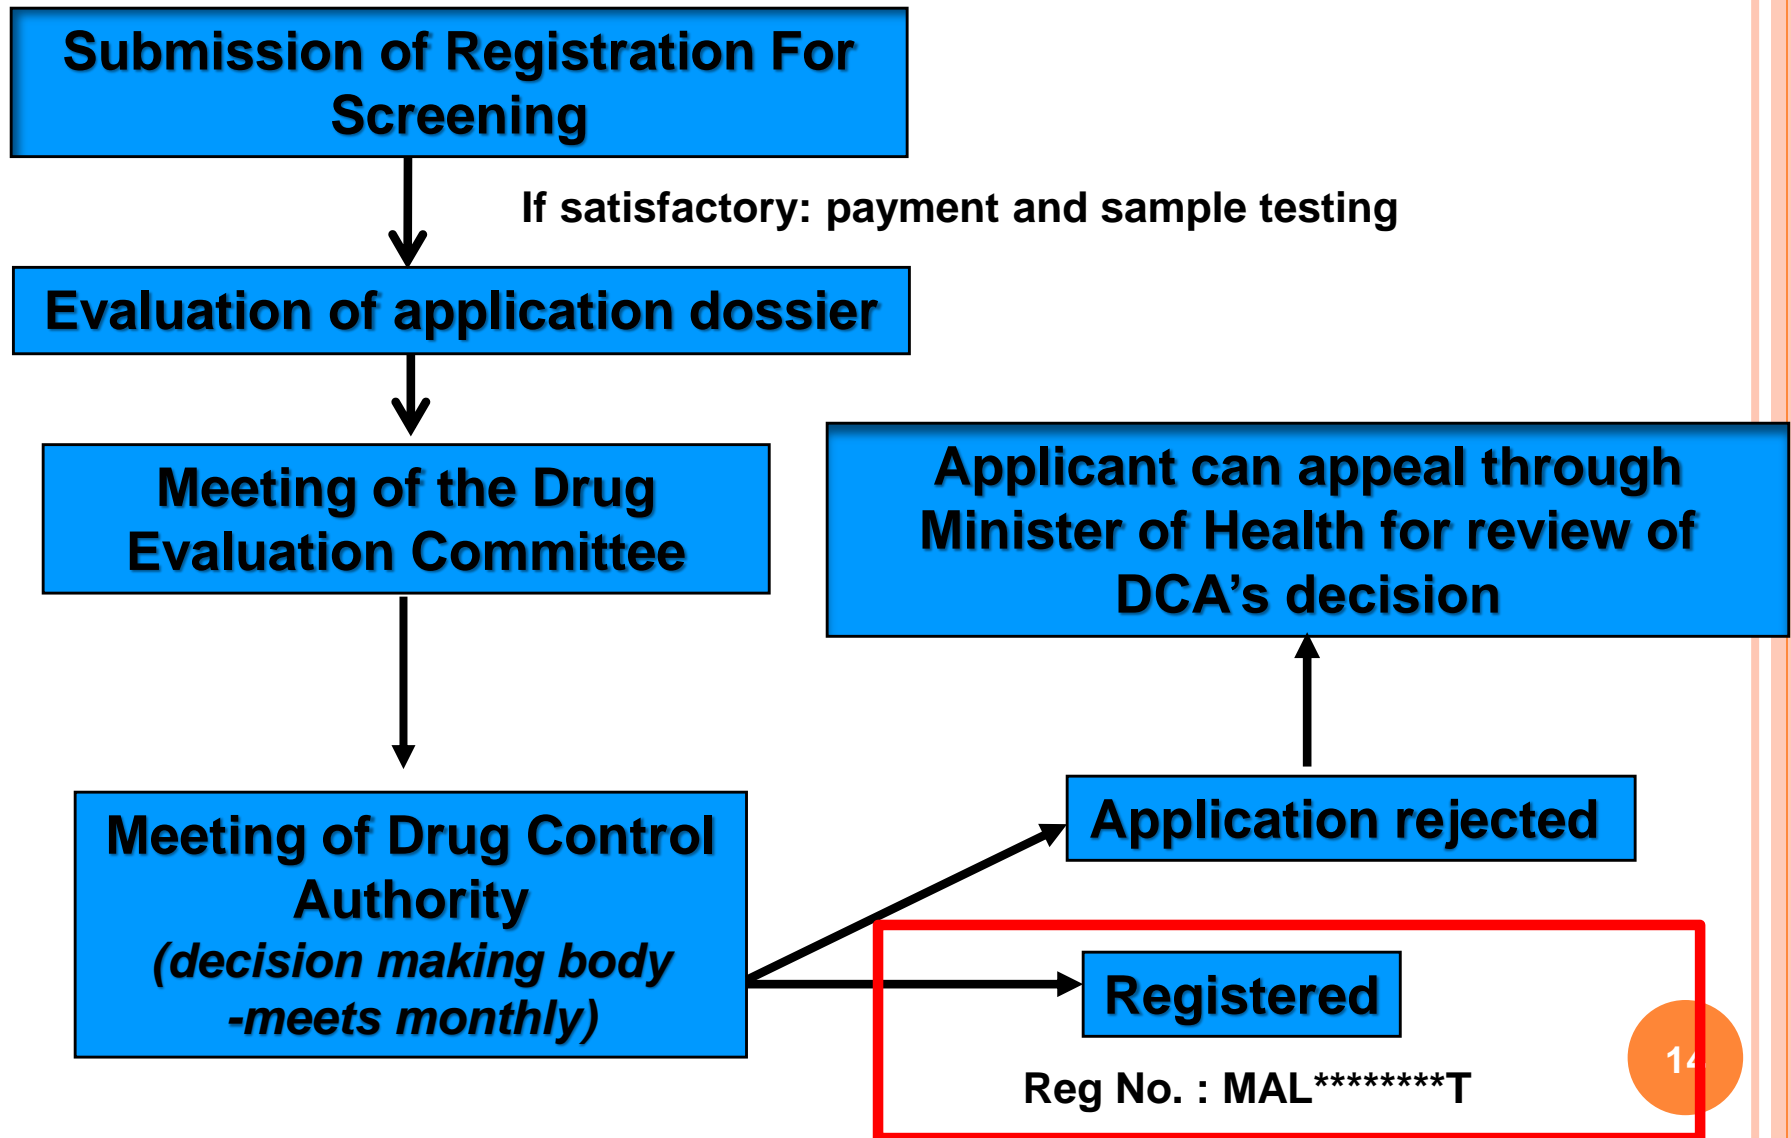 Submission of Registration For
Screening
If satisfactory: payment and sample testing
Evaluation of application dossier
Meeting of the Drug
Evaluation Committee
Applicant can appeal through
Minister of Health for review of
DCA’s decision
Meeting of Drug Control
Authority
(decision making body
-meets monthly)
Application rejected
Registered
Reg No. : MAL********T
14